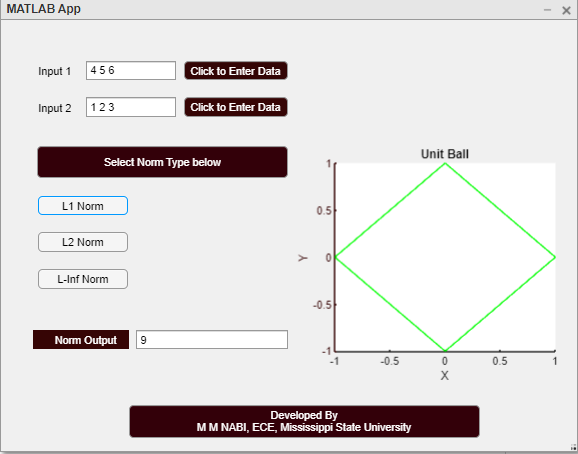 MATLAB App
Input 1
4 5 6
Click to Enter Data
Input 2
1 2 3
Click to Enter Data
Select Norm Type below
L1 Norm
L2 Norm
L-Inf Norm
Norm Output
9
Unit Ball
1
0.5
0
-0.5
-1
Y
-1
-0.5
0
0.5
1
X
Developed By
M M NABI, ECE, Mississippi State University